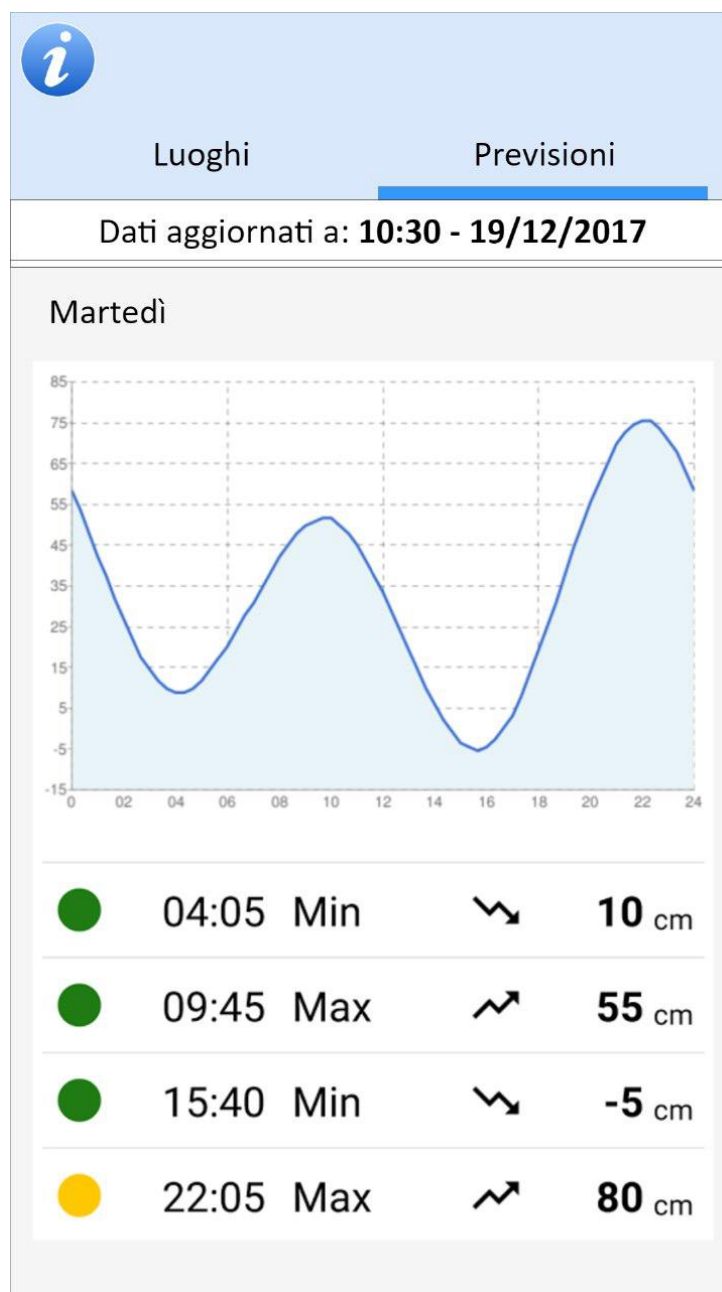 i
Luoghi Previsioni
Dati aggiornati a: 10:30 - 19/12/2017
Martedì
85
75
65
55
45
35
25
15
5
-5
-15
0 02 04 06 08 10 12 14 16 18 20 22 24
04:05 Min 10 cm
09:45 Max 55 cm
15:40 Min -5 cm
22:05 Max 80 cm